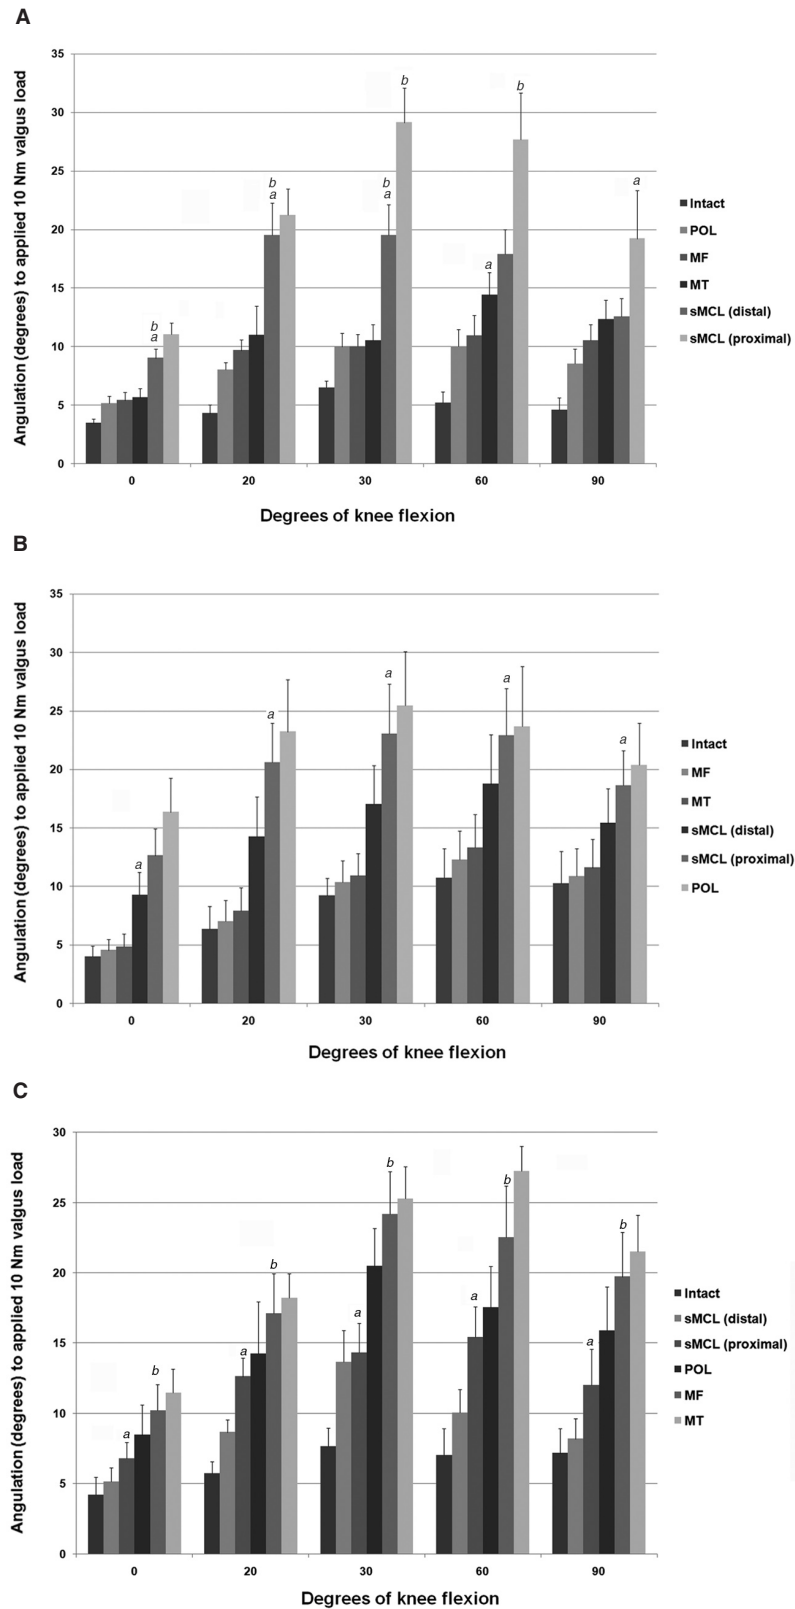 A
Angulation (degrees) to applied 10 Nm valgus load
35
30
25
20
15
10
5
0
b
a
b
a
b
a
b
a
b
a
0
20
30
60
90
Degrees of knee flexion
Intact
POL
MF
MT
sMCL (distal)
sMCL (proximal)
B
Angulation (degrees) to applied 10 Nm valgus load
35
30
25
20
15
10
5
0
a
a
a
a
a
0
20
30
60
90
Degrees of knee flexion
Intact
MF
MT
sMCL (distal)
sMCL (proximal)
POL
C
Angulation (degrees) to applied 10 Nm valgus load
30
25
20
15
10
5
0
a
b
a
b
a
b
a
b
a
b
0
20
30
60
90
Degrees of knee flexion
Intact
sMCL (distal)
sMCL (proximal)
POL
MF
MT